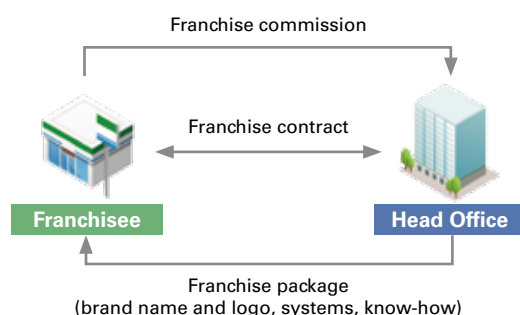 Franchise commission
Franchise contract
Franchisee
Head Office
Franchise package
(brand name and logo, systems, know-how)